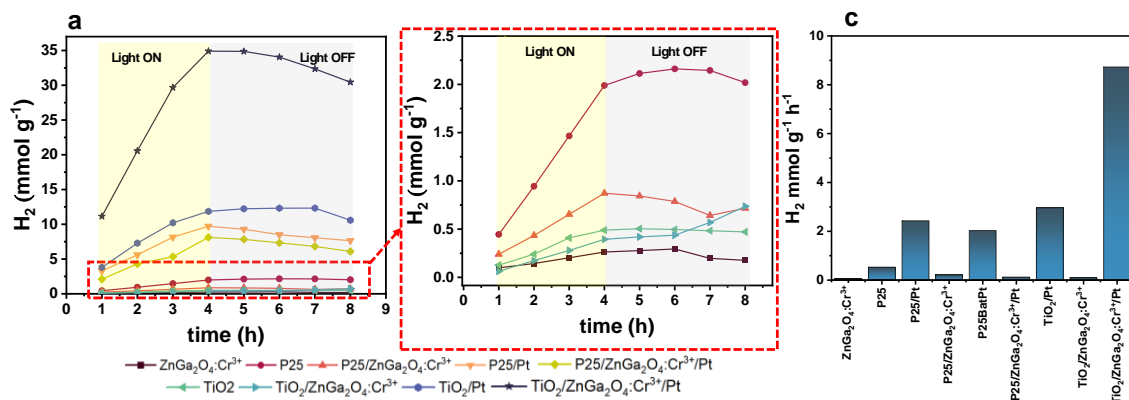 a
Light ON
Light OFF
H₂ (mmol g⁻¹)
35
30
25
20
15
10
5
0
0 1 2 3 4 5 6 7 8 9
time (h)
Light ON
Light OFF
H₂ (mmol g⁻¹)
2.5
2.0
1.5
1.0
0.5
0.0
0 1 2 3 4 5 6 7 8
time (h)
ZnGa₂O₄:Cr³⁺ P25 P25/ZnGa₂O₄:Cr³⁺ P25/Pt P25/ZnGa₂O₄:Cr³⁺/Pt
TiO2 TiO₂/ZnGa₂O₄:Cr³⁺ TiO₂/Pt TiO₂/ZnGa₂O₄:Cr³⁺/Pt
c
H₂ mmol g⁻¹ h⁻¹
10
8
6
4
2
0
ZnGa₂O₄:Cr³⁺
P25
P25/Pt
P25/ZnGa₂O₄:Cr³⁺
P25BatPt
P25/ZnGa₂O₄:Cr³⁺/Pt
TiO₂/Pt
TiO₂/ZnGa₂O₄:Cr³⁺
TiO₂/ZnGa₂O₄:Cr³⁺/Pt